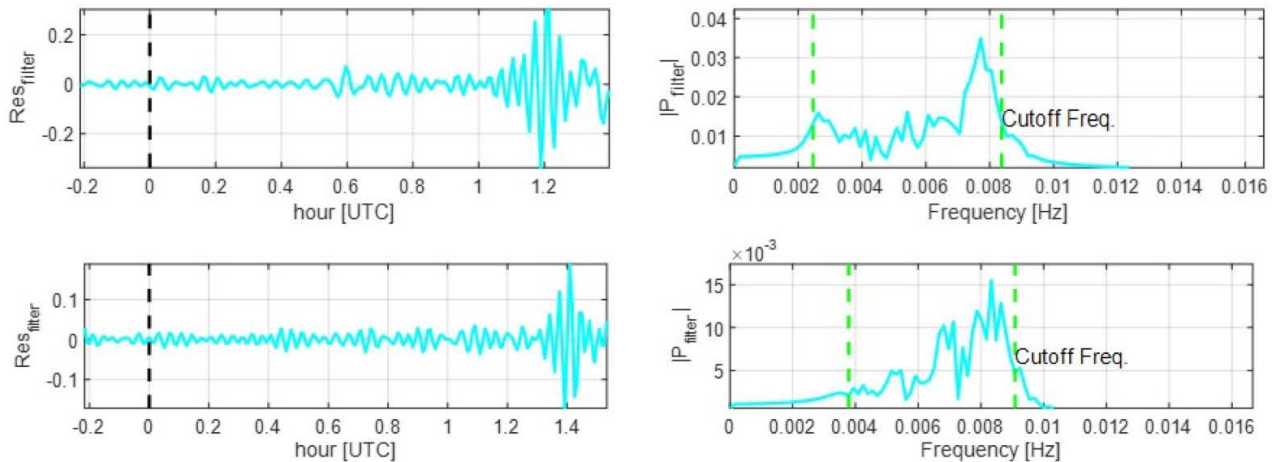 Res_filter
0.2
0
-0.2
-0.2 0 0.2 0.4 0.6 0.8 1 1.2
hour [UTC]
|P_filter|
0.04
0.03
0.02
0.01
Cutoff Freq.
0 0.002 0.004 0.006 0.008 0.01 0.012 0.014 0.016
Frequency [Hz]
Res_filter
0.1
0
-0.1
-0.2 0 0.2 0.4 0.6 0.8 1 1.2 1.4
hour [UTC]
×10⁻³
|P_filter|
15
10
5
Cutoff Freq.
0 0.002 0.004 0.006 0.008 0.01 0.012 0.014 0.016
Frequency [Hz]